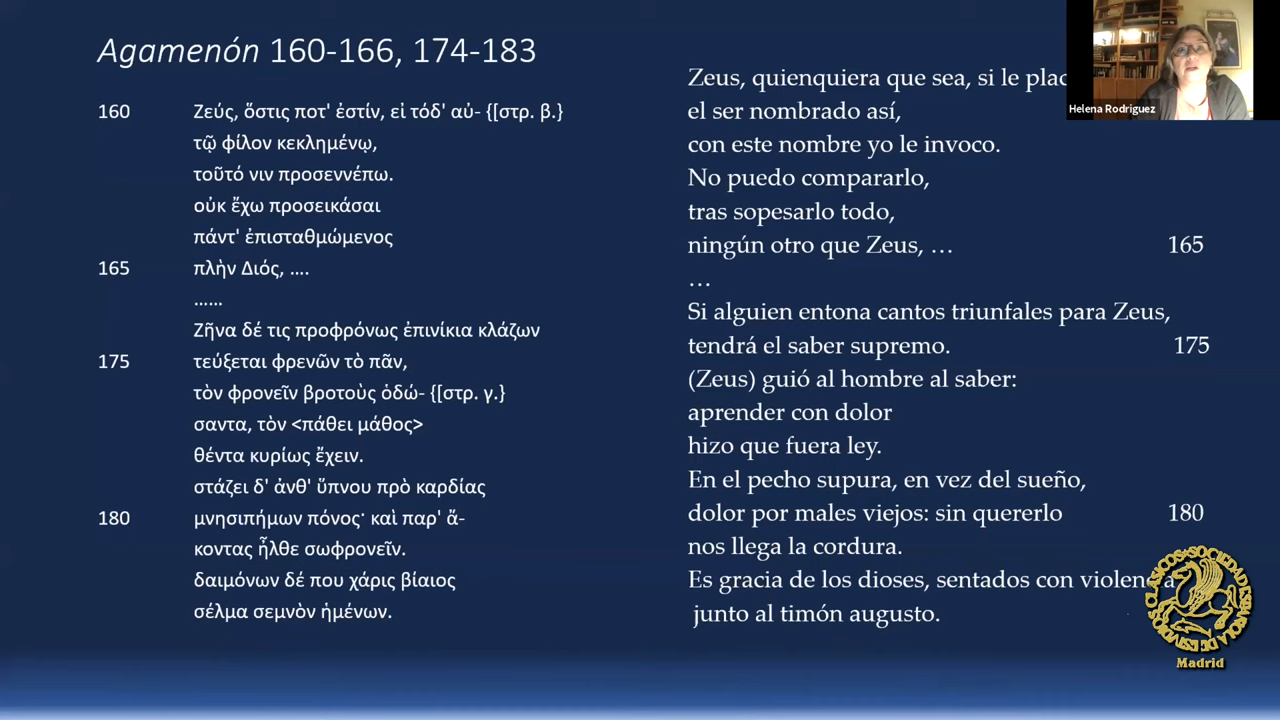 Agamenón 160-166, 174-183
160 Ζεύς, ὅστις ποτ' ἐστίν, εἰ τόδ' αὐ- {[στρ. β.}
τῷ φίλον κεκλημένῳ,
τοῦτό νιν προσεννέπω.
οὐκ ἔχω προσεικάσαι
πάντ' ἐπισταθμώμενος
165 πλὴν Διός, ….
……
Ζῆνα δέ τις προφρόνως ἐπινίκια κλάζων
175 τεύξεται φρενῶν τὸ πᾶν,
τὸν φρονεῖν βροτοὺς ὁδώ- {[στρ. γ.}
σαντα, τὸν <πάθει μάθος>
θέντα κυρίως ἔχειν.
στάζει δ' ἀνθ' ὕπνου πρὸ καρδίας
180 μνησιπήμων πόνος· καὶ παρ' ἄ-
κοντας ἦλθε σωφρονεῖν.
δαιμόνων δέ που χάρις βίαιος
σέλμα σεμνὸν ἡμένων.
Zeus, quienquiera que sea, si le
el ser nombrado así,
con este nombre yo le invoco.
No puedo compararlo,
tras sopesarlo todo,
ningún otro que Zeus, … 165
…
Si alguien entona cantos triunfales para Zeus,
tendrá el saber supremo. 175
(Zeus) guió al hombre al saber:
aprender con dolor
hizo que fuera ley.
En el pecho supura, en vez del sueño,
dolor por males viejos: sin quererlo 180
nos llega la cordura.
Es gracia de los dioses, sentados con violencia
junto al timón augusto.
Helena Rodriguez
SOCIEDAD ESPAÑOLA DE ESTUDIOS CLASICOS
Madrid